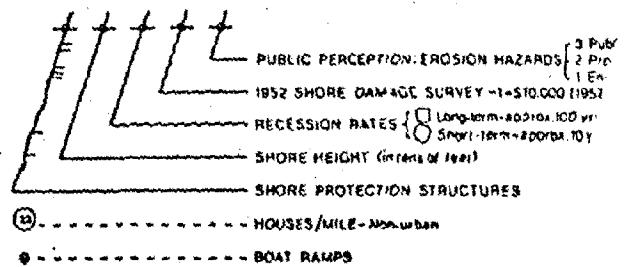 3 Publ
PUBLIC PERCEPTION: EROSION HAZARDS
2 Pro
1 En
1952 SHORE DAMAGE SURVEY -1=$10,000 (1952
RECESSION RATES
Long-term-approx. 100 yr
Short-term-approx. 10 y
SHORE HEIGHT (in tens of feet)
SHORE PROTECTION STRUCTURES
HOUSES/MILE - Non-urban
BOAT RAMPS